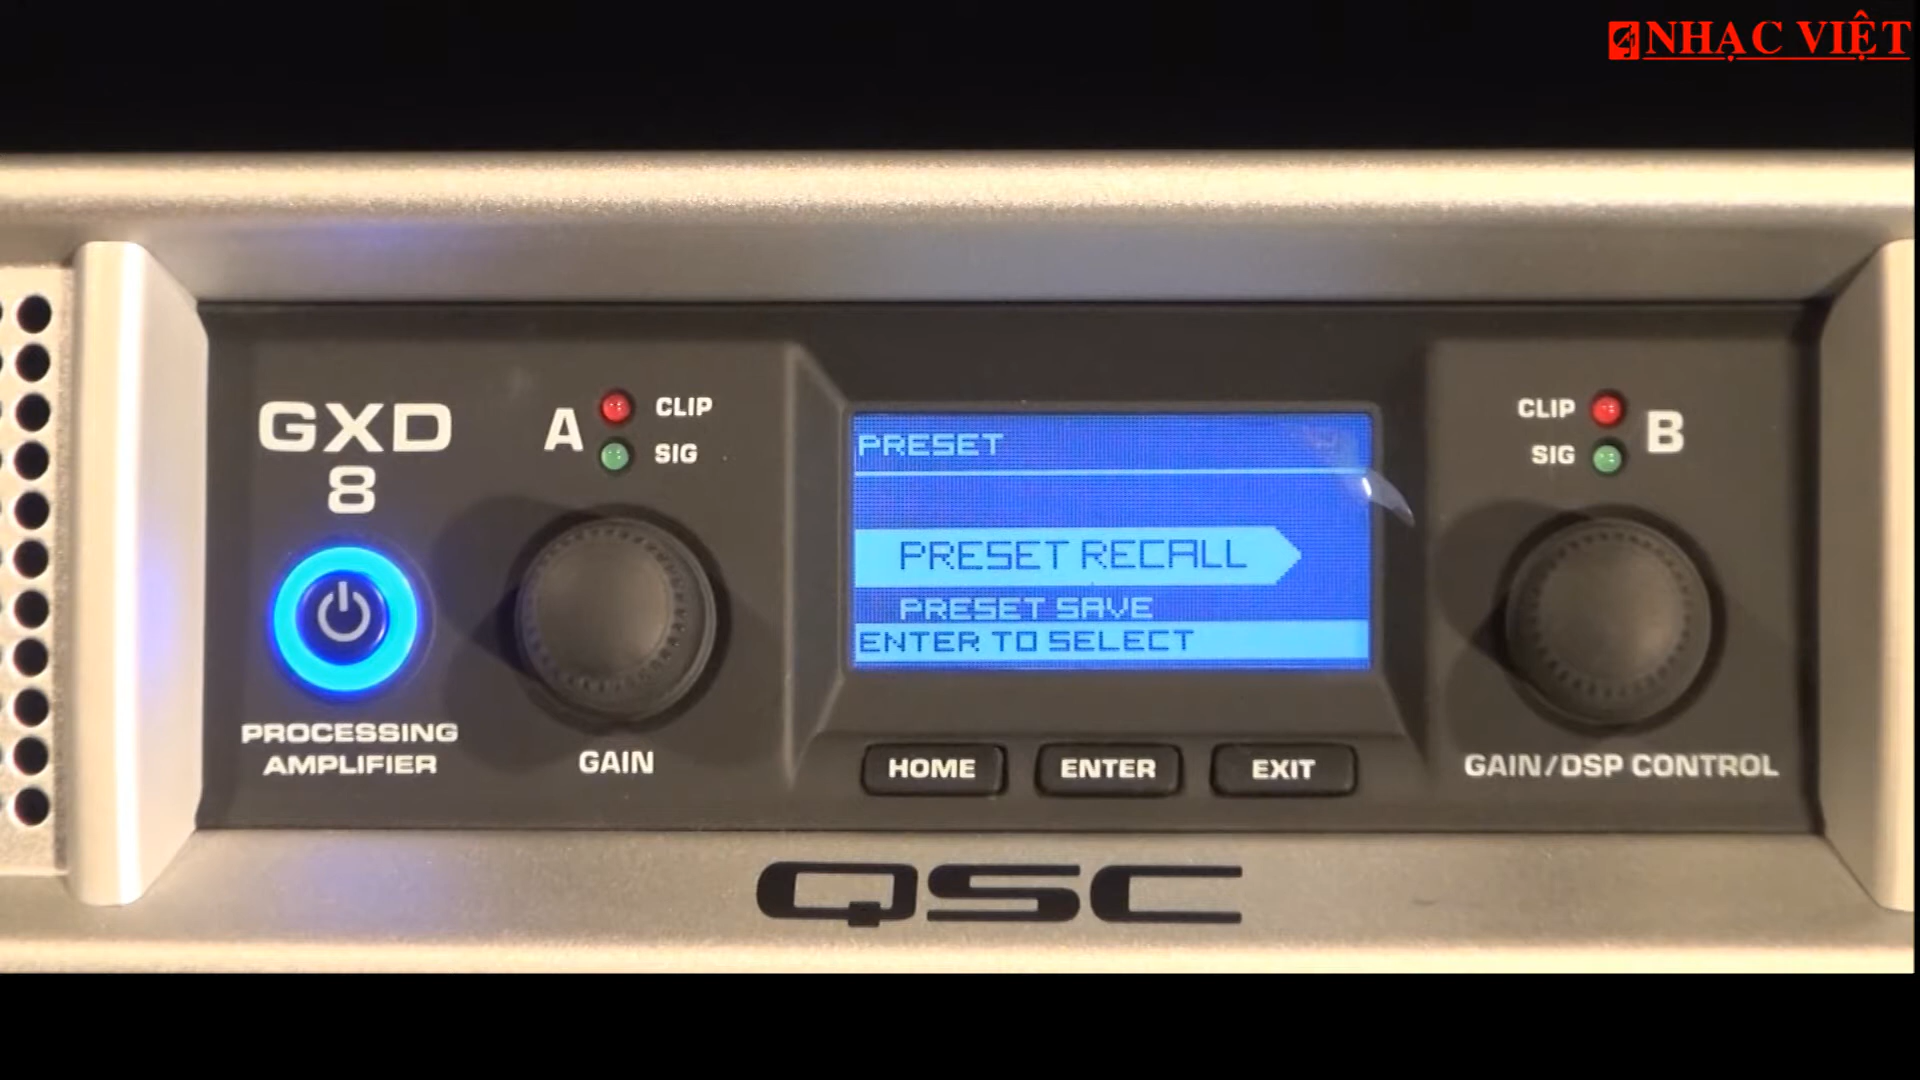 NHẠC VIỆT
GXD
8
A
CLIP
SIG
PROCESSING
AMPLIFIER
GAIN
PRESET
PRESET RECALL
PRESET SAVE
ENTER TO SELECT
HOME
ENTER
EXIT
CLIP
SIG
B
GAIN/DSP CONTROL
QSC